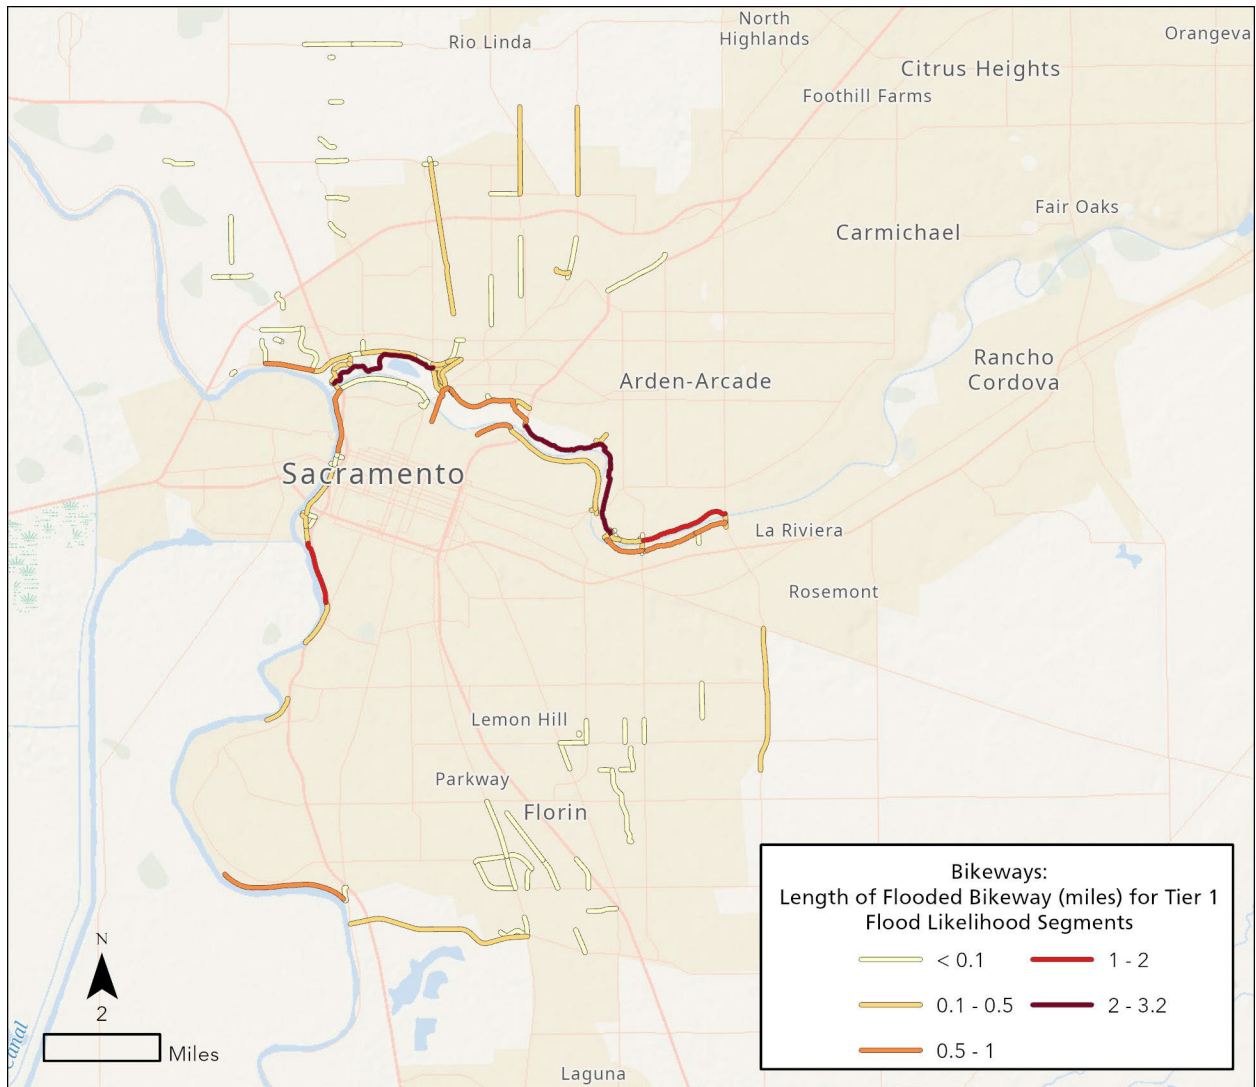 North
Highlands
Rio Linda
Orangeva
Citrus Heights
Foothill Farms
Fair Oaks
Carmichael
Rancho
Cordova
Arden-Arcade
Sacramento
La Riviera
Rosemont
Lemon Hill
Parkway
Florin
Bikeways:
Length of Flooded Bikeway (miles) for Tier 1
Flood Likelihood Segments
< 0.1
1 - 2
0.1 - 0.5
2 - 3.2
0.5 - 1
N
2
Miles
Canal
Laguna